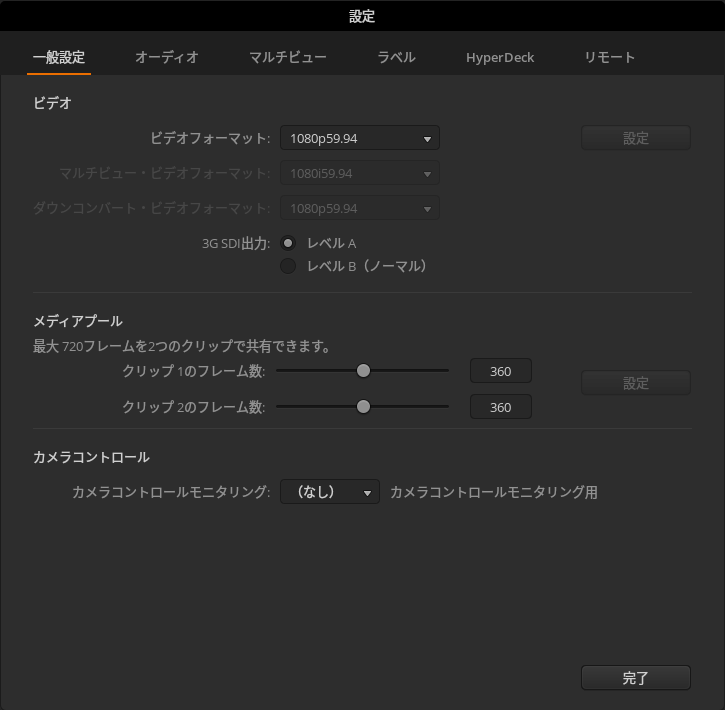 設定
一般設定 オーディオ マルチビュー ラベル HyperDeck リモート
ビデオ
ビデオフォーマット: 1080p59.94 設定
マルチビュー・ビデオフォーマット: 1080i59.94
ダウンコンバート・ビデオフォーマット: 1080p59.94
3G SDI出力: レベル A
レベル B（ノーマル）
メディアプール
最大 720フレームを2つのクリップで共有できます。
クリップ 1のフレーム数: 360 設定
クリップ 2のフレーム数: 360
カメラコントロール
カメラコントロールモニタリング: （なし） カメラコントロールモニタリング用
完了